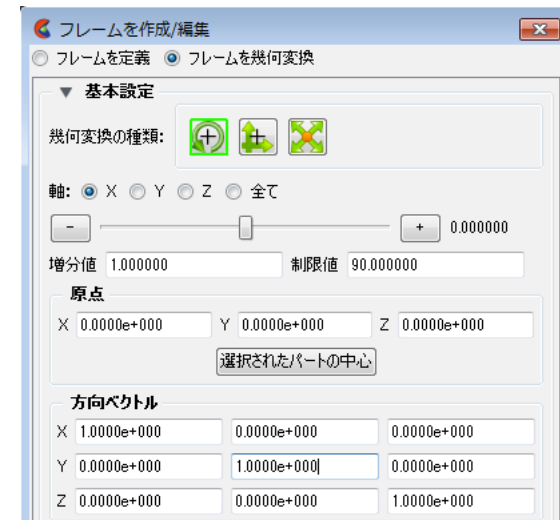 フレームを作成/編集
フレームを定義 フレームを幾何変換
▼ 基本設定
幾何変換の種類:
軸: X Y Z 全て
- + 0.000000
増分値 1.000000 制限値 90.000000
原点
X 0.0000e+000 Y 0.0000e+000 Z 0.0000e+000
選択されたパートの中心
方向ベクトル
X 1.0000e+000 0.0000e+000 0.0000e+000
Y 0.0000e+000 1.0000e+000 0.0000e+000
Z 0.0000e+000 0.0000e+000 1.0000e+000